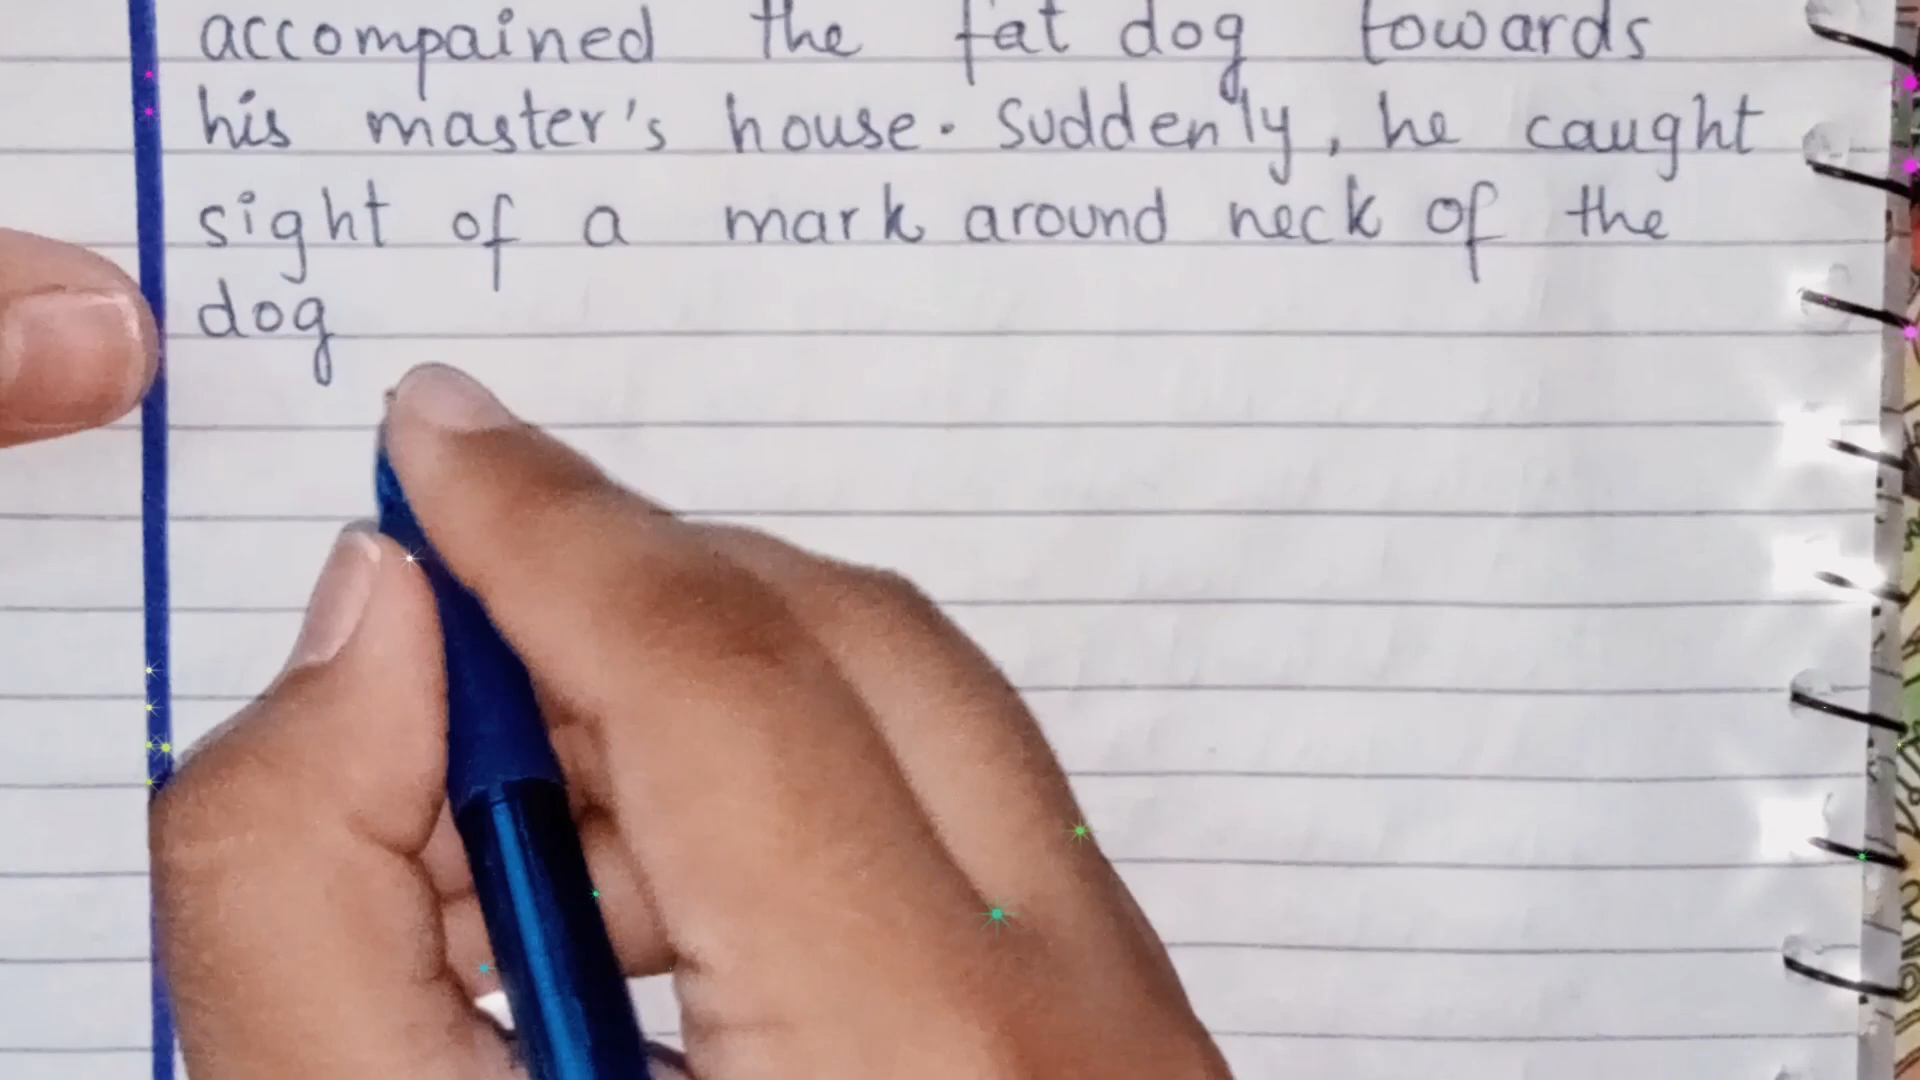 accompained the fat dog towards
his master's house. Suddenly, he caught
sight of a mark around neck of the
dog